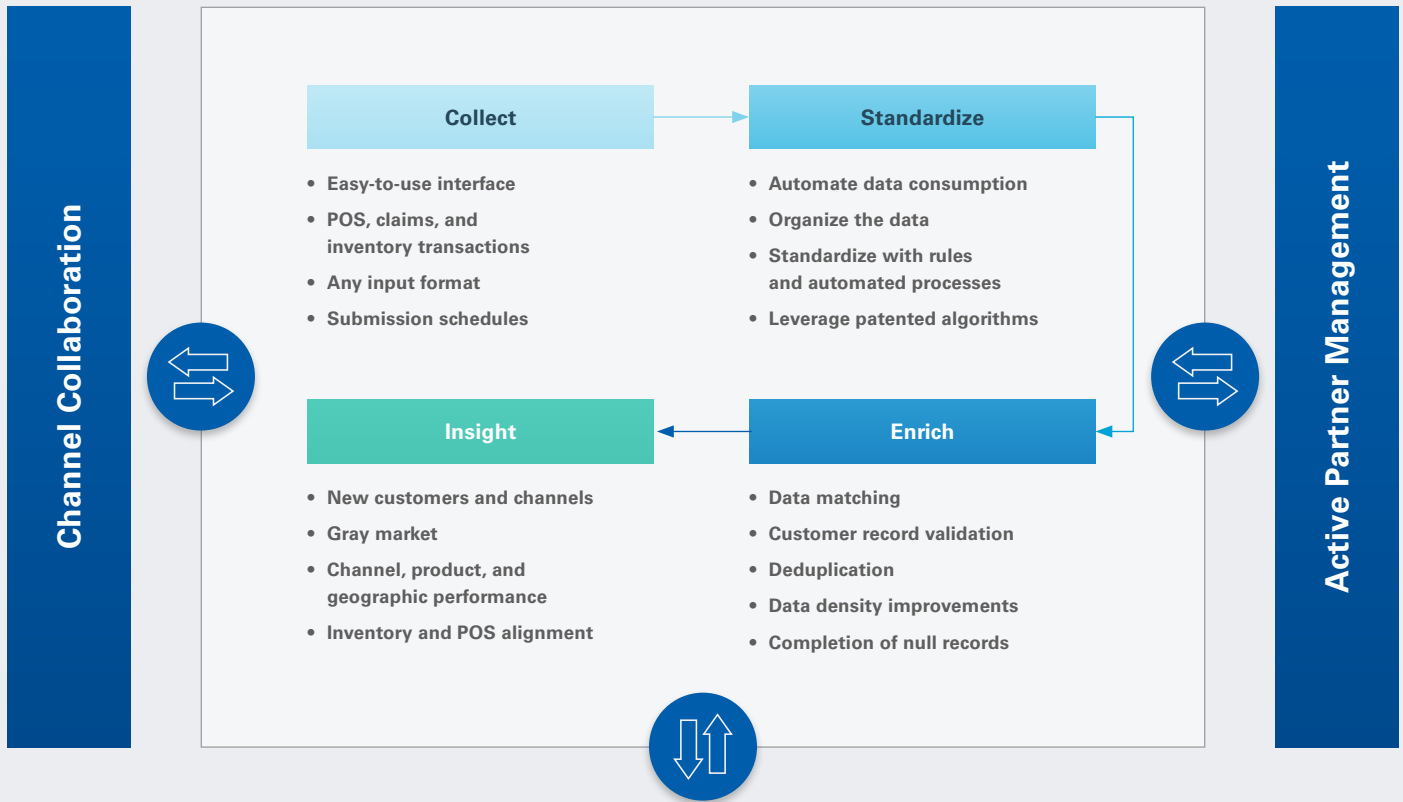 Channel Collaboration
Collect
• Easy-to-use interface
• POS, claims, and
inventory transactions
• Any input format
• Submission schedules
Standardize
• Automate data consumption
• Organize the data
• Standardize with rules
and automated processes
• Leverage patented algorithms
Enrich
• Data matching
• Customer record validation
• Deduplication
• Data density improvements
• Completion of null records
Insight
• New customers and channels
• Gray market
• Channel, product, and
geographic performance
• Inventory and POS alignment
Active Partner Management